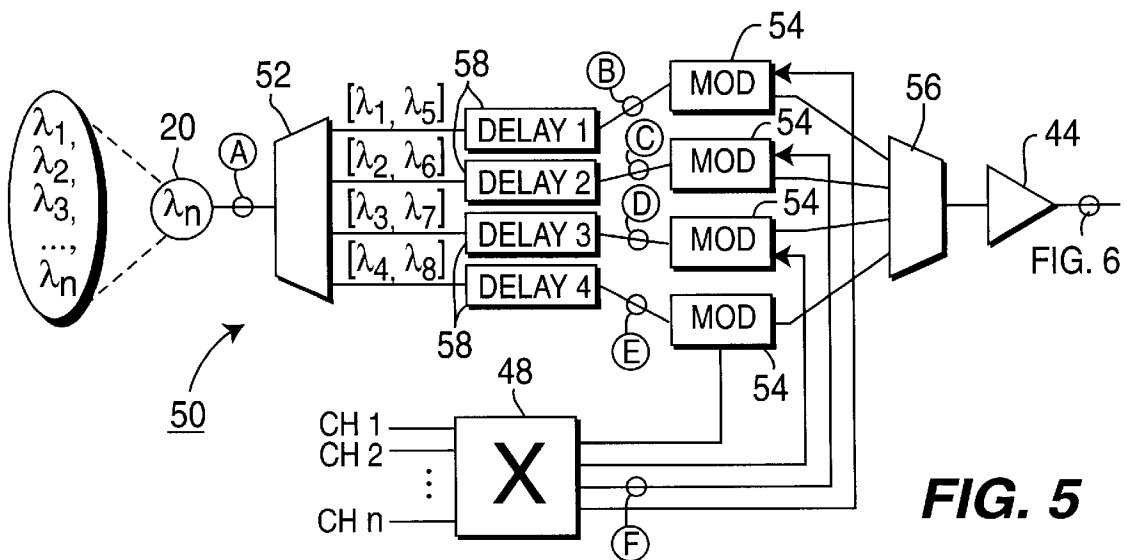 54
52
B
MOD
56
58
[λ1, λ5]
λ1,
λ2,
λ3,
...,
λn
20
A
DELAY 1
54
44
λn
C
MOD
[λ2, λ6]
DELAY 2
54
D
MOD
[λ3, λ7]
DELAY 3
FIG. 6
[λ4, λ8]
DELAY 4
MOD
58
E
54
50
48
CH 1
CH 2
⋮
CH n
X
F
FIG. 5